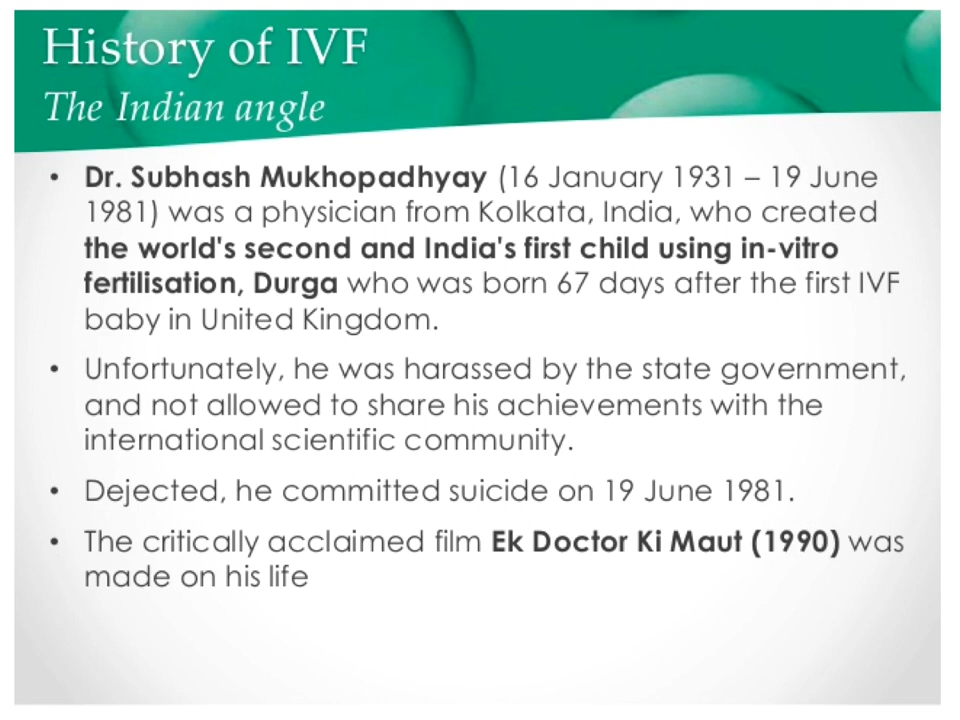 History of IVF
The Indian angle
• Dr. Subhash Mukhopadhyay (16 January 1931 – 19 June
1981) was a physician from Kolkata, India, who created
the world's second and India's first child using in-vitro
fertilisation, Durga who was born 67 days after the first IVF
baby in United Kingdom.
• Unfortunately, he was harassed by the state government,
and not allowed to share his achievements with the
international scientific community.
• Dejected, he committed suicide on 19 June 1981.
• The critically acclaimed film Ek Doctor Ki Maut (1990) was
made on his life